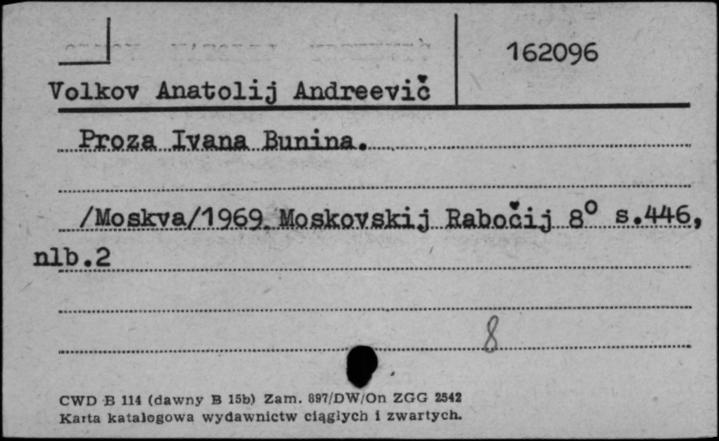 162096
Volkov Anatolij Andreevič
Proza Ivana Bunina.
/Moskva/1969. Moskovskij Rabočij 8° s.446,
nlb.2
8
CWD B 114 (dawny B 15b) Zam. 897/DW/On ZGG 2542
Karta katalogowa wydawnictw ciągłych i zwartych.